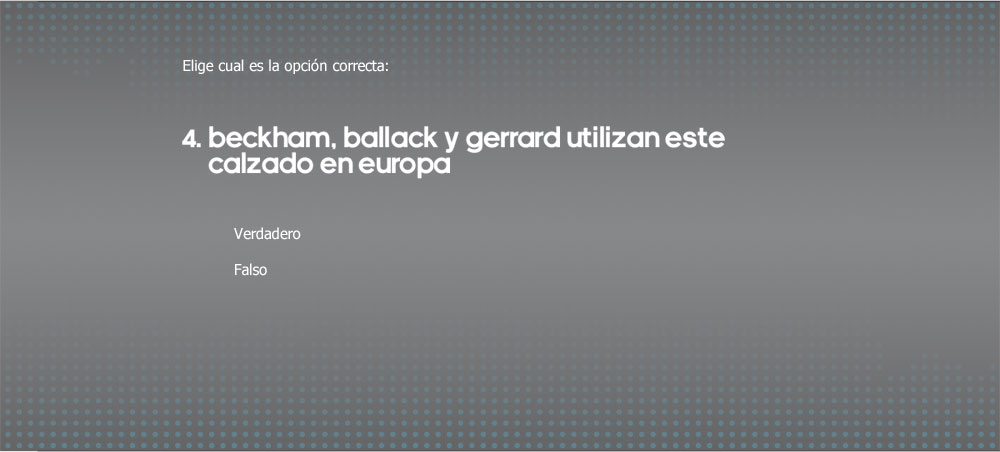 Elige cual es la opción correcta:
4. beckham, ballack y gerrard utilizan este
calzado en europa
Verdadero
Falso